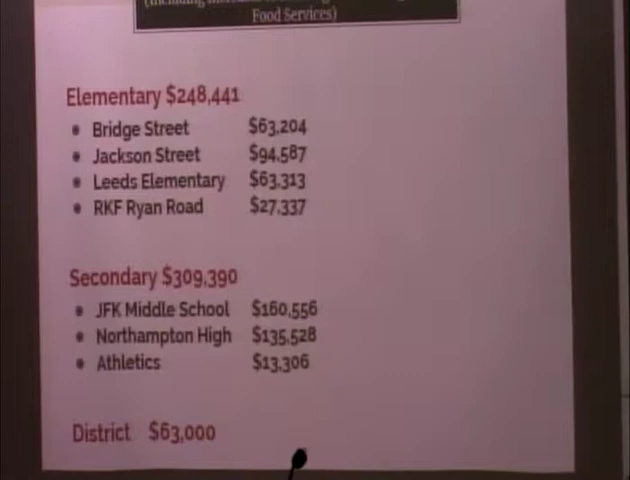 Food Services)
Elementary $248,441
• Bridge Street $63,204
• Jackson Street $94,587
• Leeds Elementary $63,313
• RKF Ryan Road $27,337
Secondary $309,390
• JFK Middle School $160,556
• Northampton High $135,528
• Athletics $13,306
District $63,000